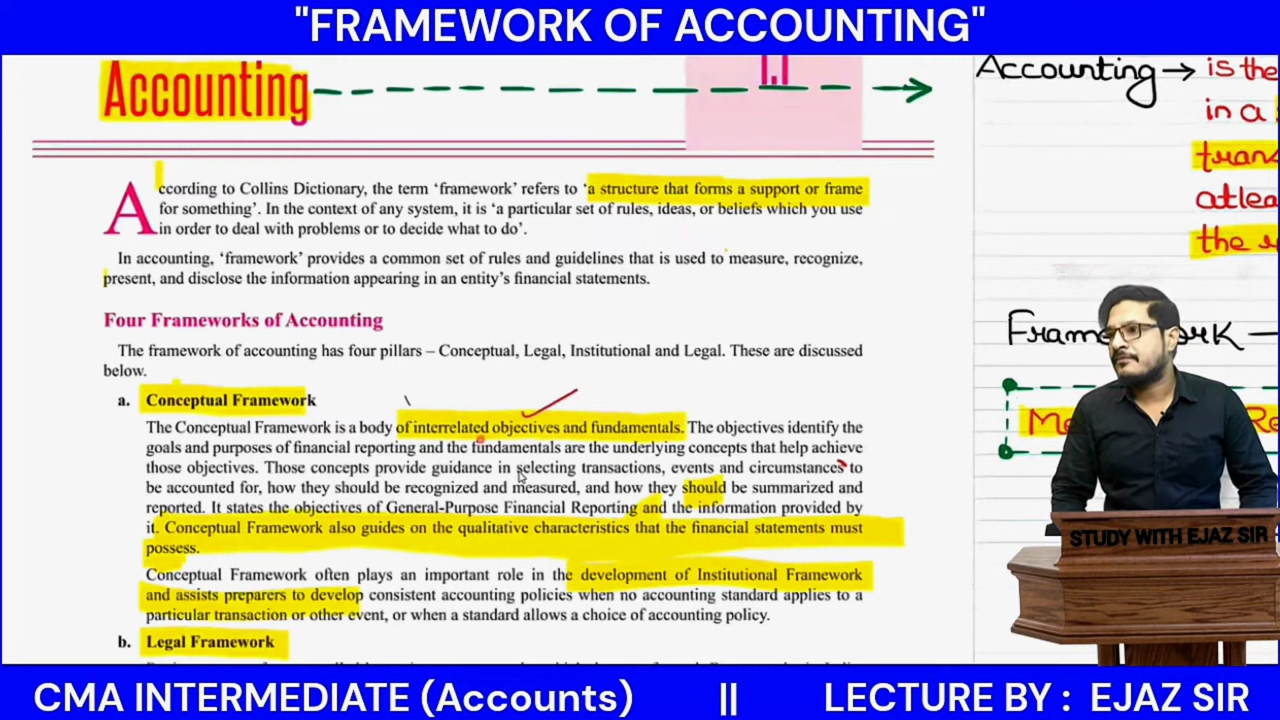 "FRAMEWORK OF ACCOUNTING"
Accounting
1.1
According to Collins Dictionary, the term ‘framework’ refers to ‘a structure that forms a support or frame
for something’. In the context of any system, it is ‘a particular set of rules, ideas, or beliefs which you use
in order to deal with problems or to decide what to do’.
In accounting, ‘framework’ provides a common set of rules and guidelines that is used to measure, recognize,
present, and disclose the information appearing in an entity’s financial statements.
Four Frameworks of Accounting
The framework of accounting has four pillars – Conceptual, Legal, Institutional and Legal. These are discussed
below.
a. Conceptual Framework
The Conceptual Framework is a body of interrelated objectives and fundamentals. The objectives identify the
goals and purposes of financial reporting and the fundamentals are the underlying concepts that help achieve
those objectives. Those concepts provide guidance in selecting transactions, events and circumstances to
be accounted for, how they should be recognized and measured, and how they should be summarized and
reported. It states the objectives of General-Purpose Financial Reporting and the information provided by
it. Conceptual Framework also guides on the qualitative characteristics that the financial statements must
possess.
Conceptual Framework often plays an important role in the development of Institutional Framework
and assists preparers to develop consistent accounting policies when no accounting standard applies to a
particular transaction or other event, or when a standard allows a choice of accounting policy.
b. Legal Framework
Accounting → is the
in a
trans
atlea
the
Framework
Me
Re
STUDY WITH EJAZ SIR
CMA INTERMEDIATE (Accounts) || LECTURE BY : EJAZ SIR